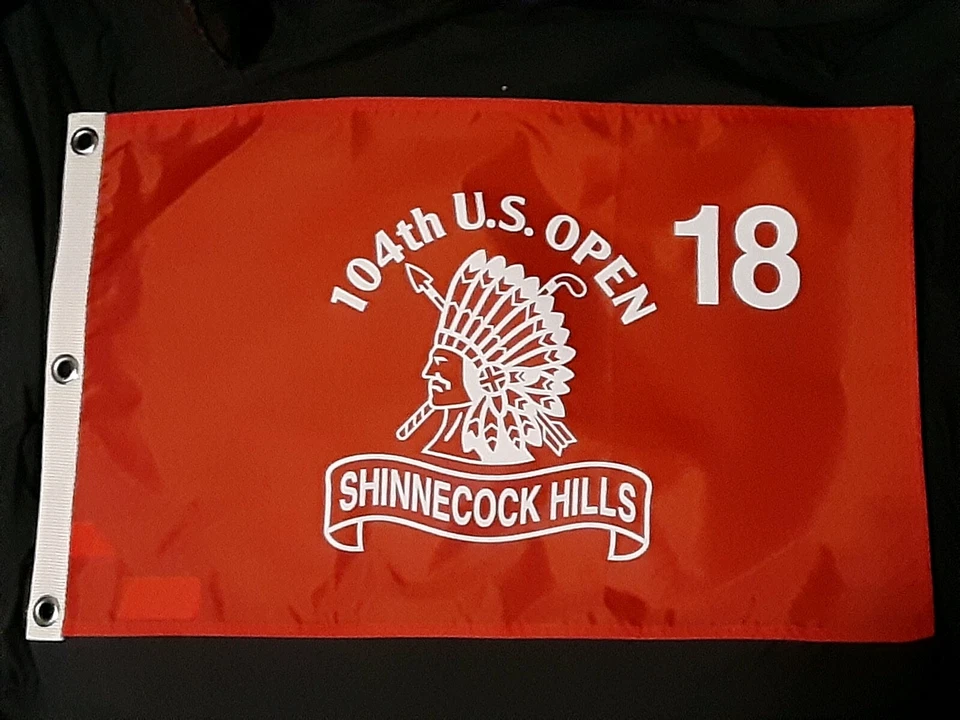 104th U.S. OPEN
18
SHINNECOCK HILLS